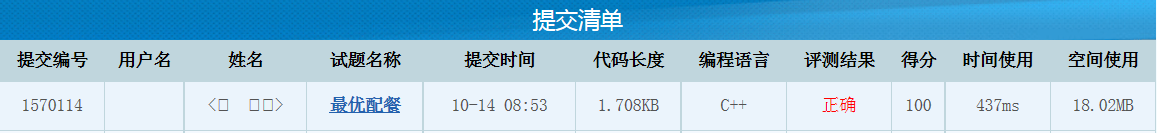 提交清单
提交编号 用户名 姓名 试题名称 提交时间 代码长度 编程语言 评测结果 得分 时间使用 空间使用
1570114 <□ □□> 最优配餐 10-14 08:53 1.708KB C++ 正确 100 437ms 18.02MB